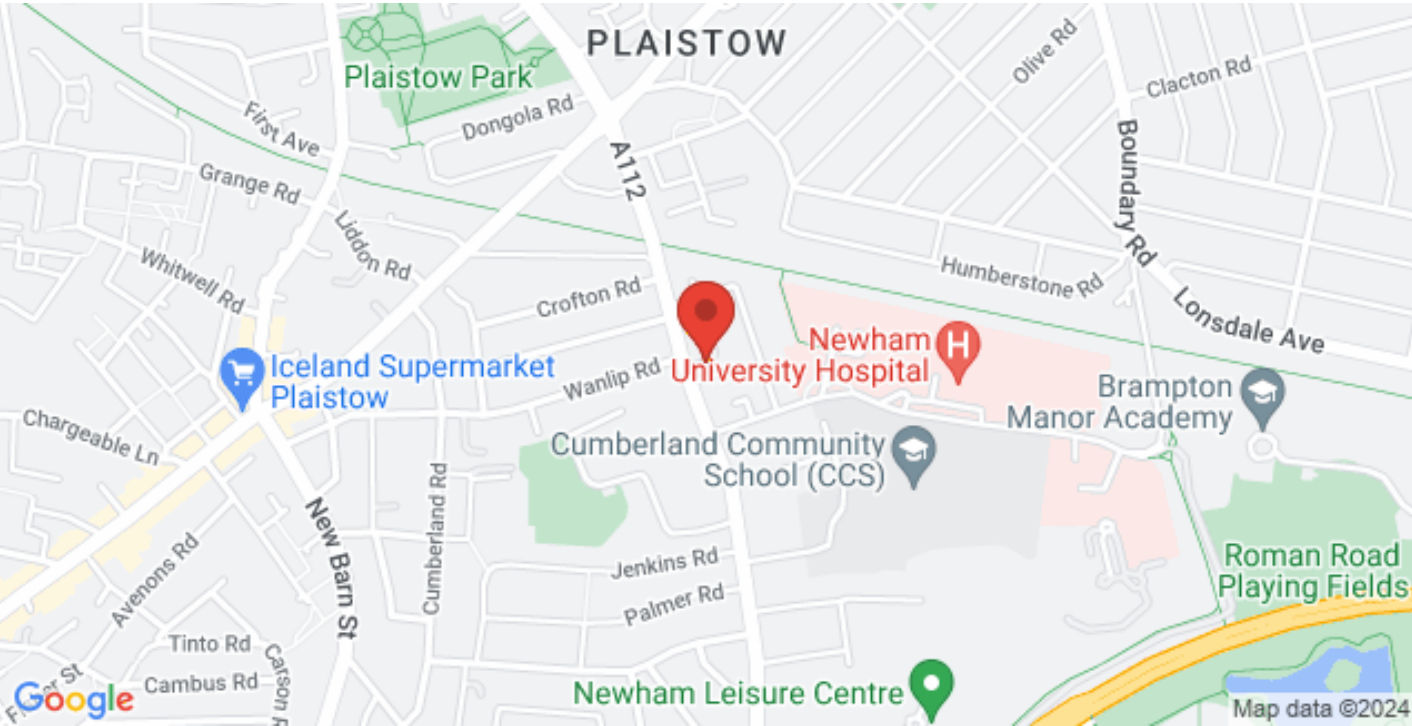 PLAISTOW
Plaistow Park
Olive Rd
Clacton Rd
Dongola Rd
First Ave
A112
Boundary Rd
Grange Rd
Liddon Rd
Whitwell Rd
Humberstone Rd
Crofton Rd
Lonsdale Ave
Newham
University Hospital
H
Iceland Supermarket
Plaistow
Wanlip Rd
Brampton
Manor Academy
Chargeable Ln
Cumberland Community
School (CCS)
Cumberland Rd
New Barn St
Avenons Rd
Jenkins Rd
Palmer Rd
Roman Road
Playing Fields
Tinto Rd
Cambus Rd
Carson R
Newham Leisure Centre
Google
Map data ©2024